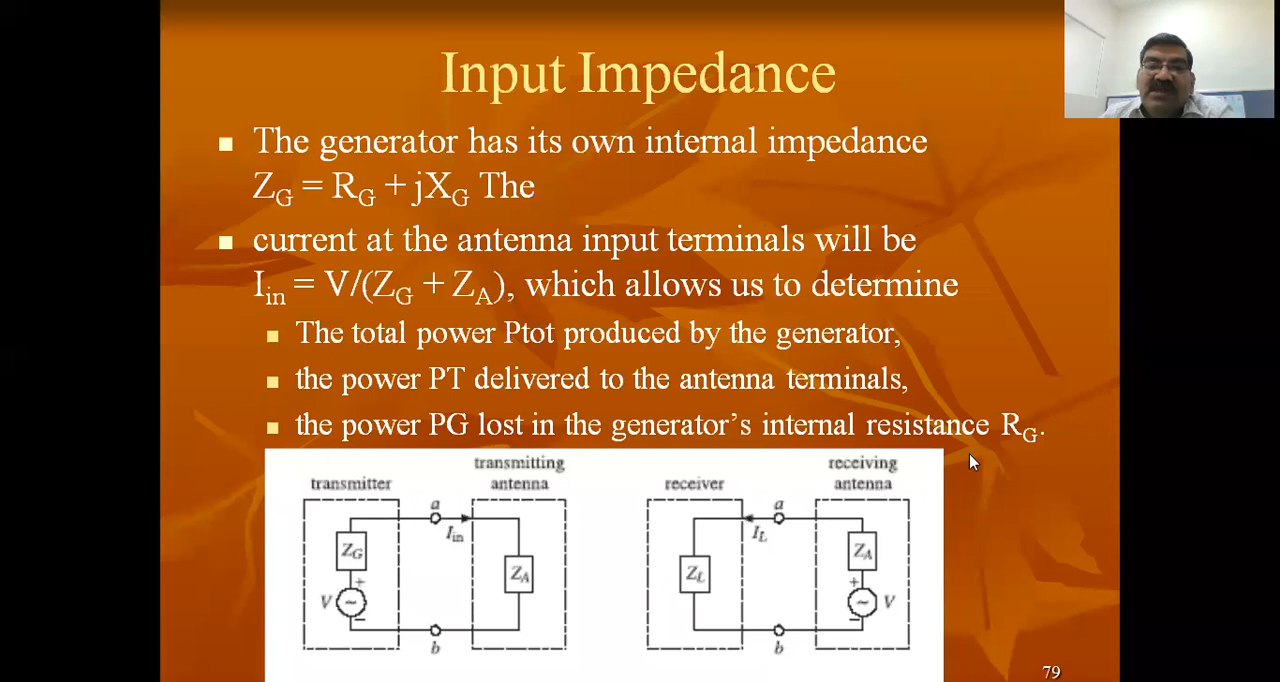 Input Impedance
The generator has its own internal impedance
ZG = RG + jXG The
current at the antenna input terminals will be
Iin = V/(ZG + ZA), which allows us to determine
The total power Ptot produced by the generator,
the power PT delivered to the antenna terminals,
the power PG lost in the generator's internal resistance RG.
transmitter
transmitting
antenna
a
Iin
ZG
ZA
+
V
~
−
b
receiver
receiving
antenna
a
IL
ZL
ZA
+
~
V
−
b
79